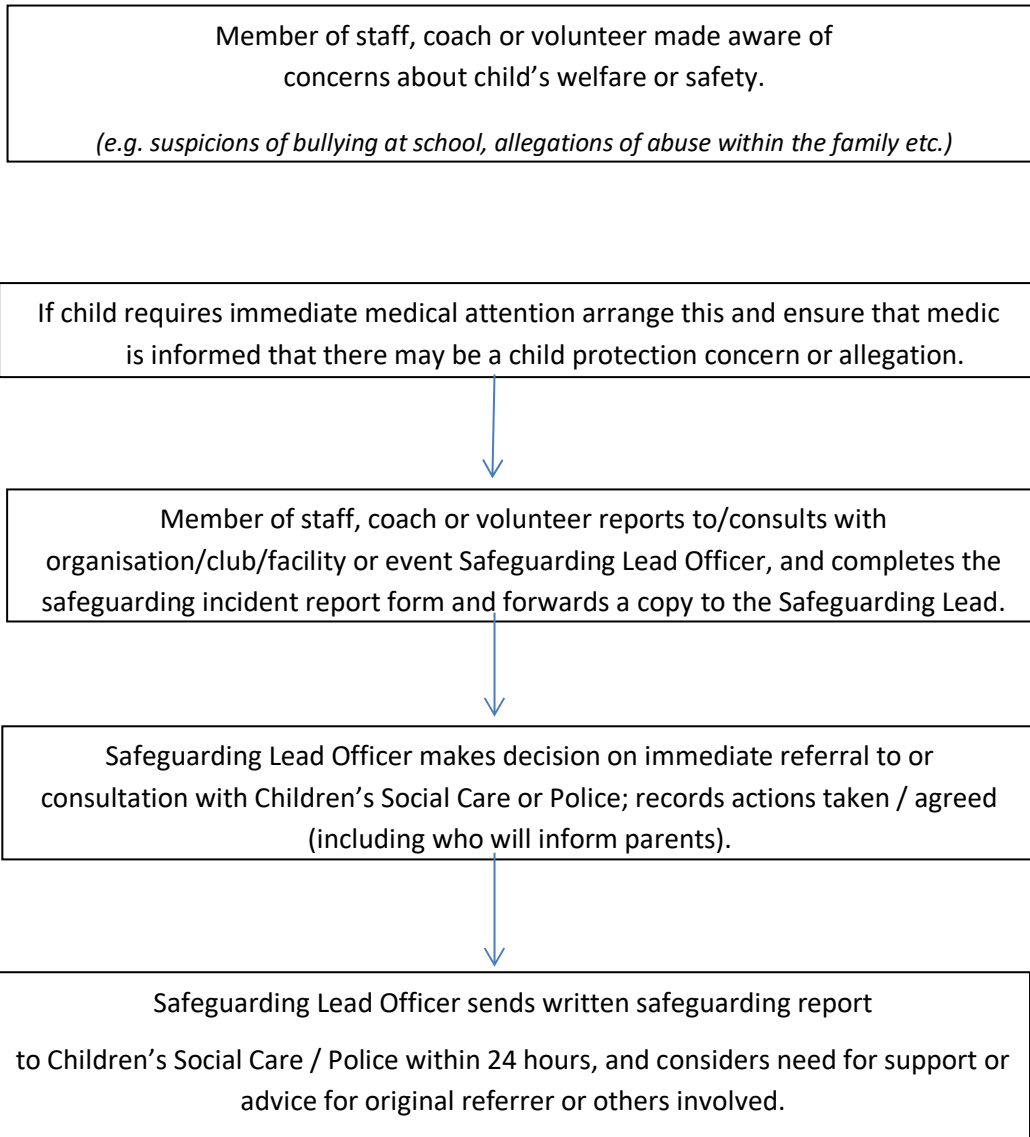 Member of staff, coach or volunteer made aware of
concerns about child’s welfare or safety.
(e.g. suspicions of bullying at school, allegations of abuse within the family etc.)
If child requires immediate medical attention arrange this and ensure that medic
is informed that there may be a child protection concern or allegation.
Member of staff, coach or volunteer reports to/consults with
organisation/club/facility or event Safeguarding Lead Officer, and completes the
safeguarding incident report form and forwards a copy to the Safeguarding Lead.
Safeguarding Lead Officer makes decision on immediate referral to or
consultation with Children’s Social Care or Police; records actions taken / agreed
(including who will inform parents).
Safeguarding Lead Officer sends written safeguarding report
to Children’s Social Care / Police within 24 hours, and considers need for support or
advice for original referrer or others involved.